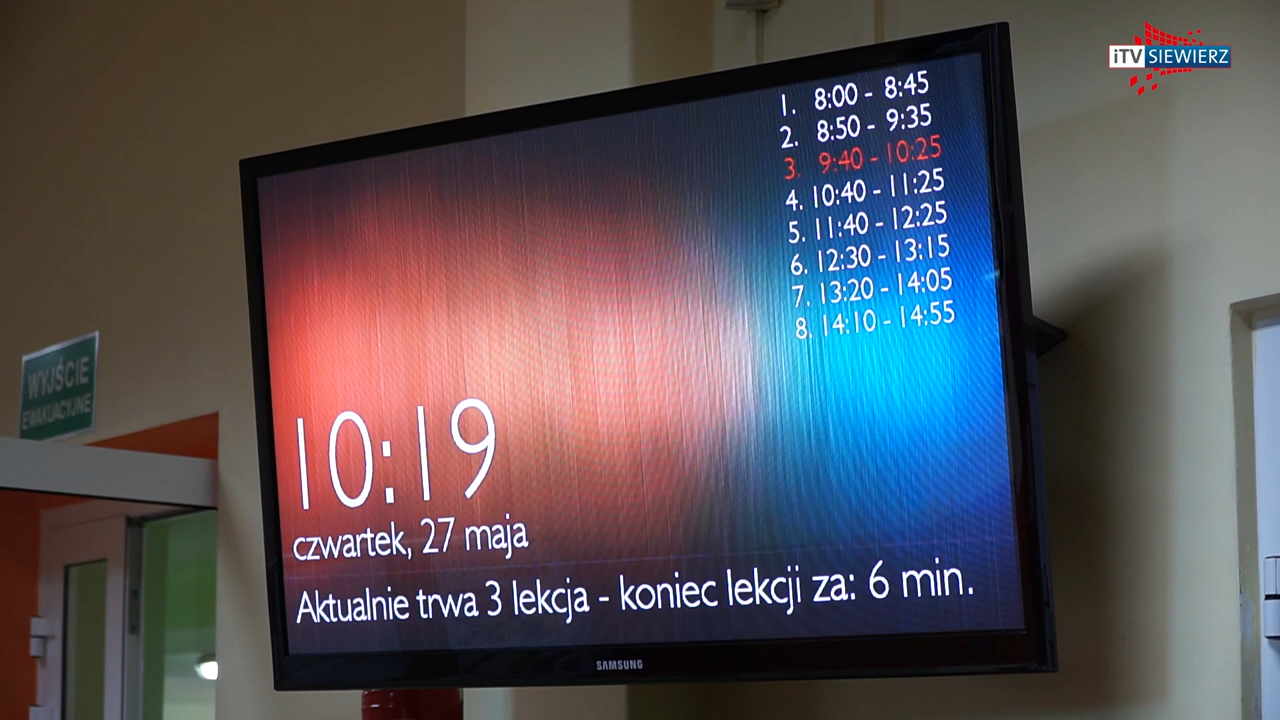 iTV SIEWIERZ
1. 8:00 - 8:45
2. 8:50 - 9:35
3. 9:40 - 10:25
4. 10:40 - 11:25
5. 11:40 - 12:25
6. 12:30 - 13:15
7. 13:20 - 14:05
8. 14:10 - 14:55
WYJŚCIE
EWAKUACYJNE
10:19
czwartek, 27 maja
Aktualnie trwa 3 lekcja - koniec lekcji za: 6 min.
SAMSUNG